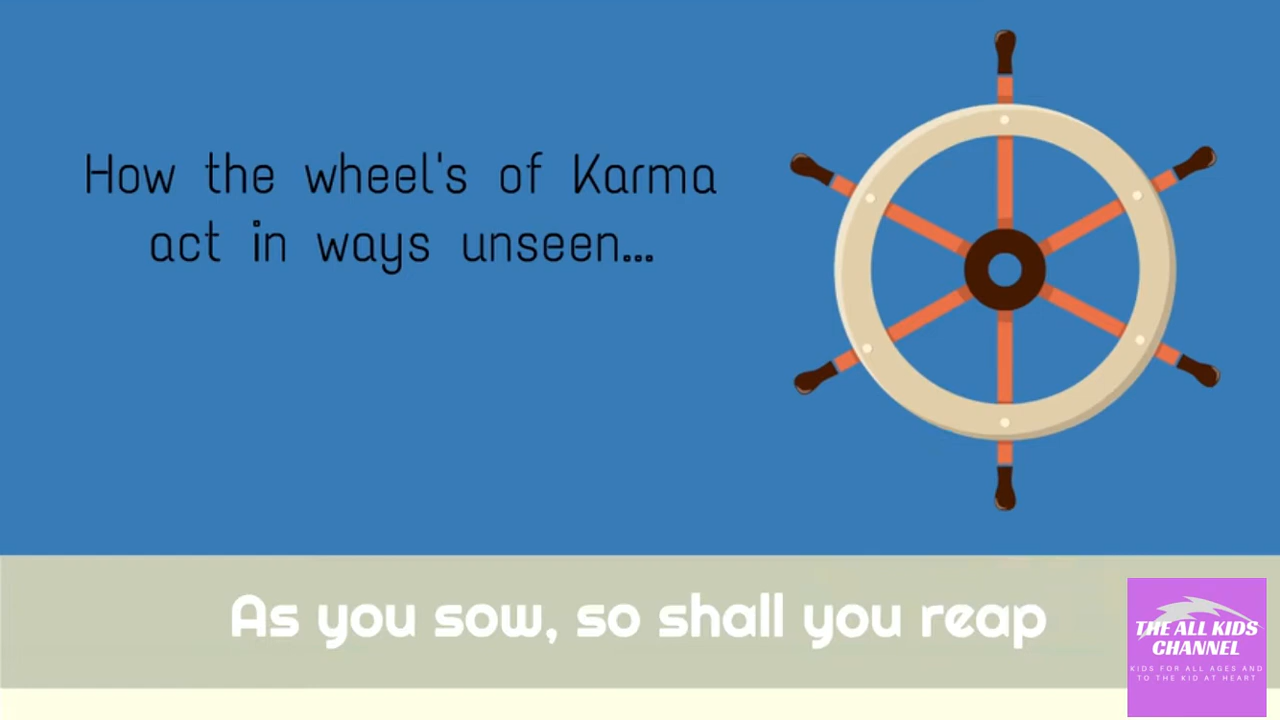 How the wheel's of Karma
act in ways unseen...
As you sow, so shall you reap
THE ALL KIDS
CHANNEL
KIDS FOR ALL AGES AND
TO THE KID AT HEART